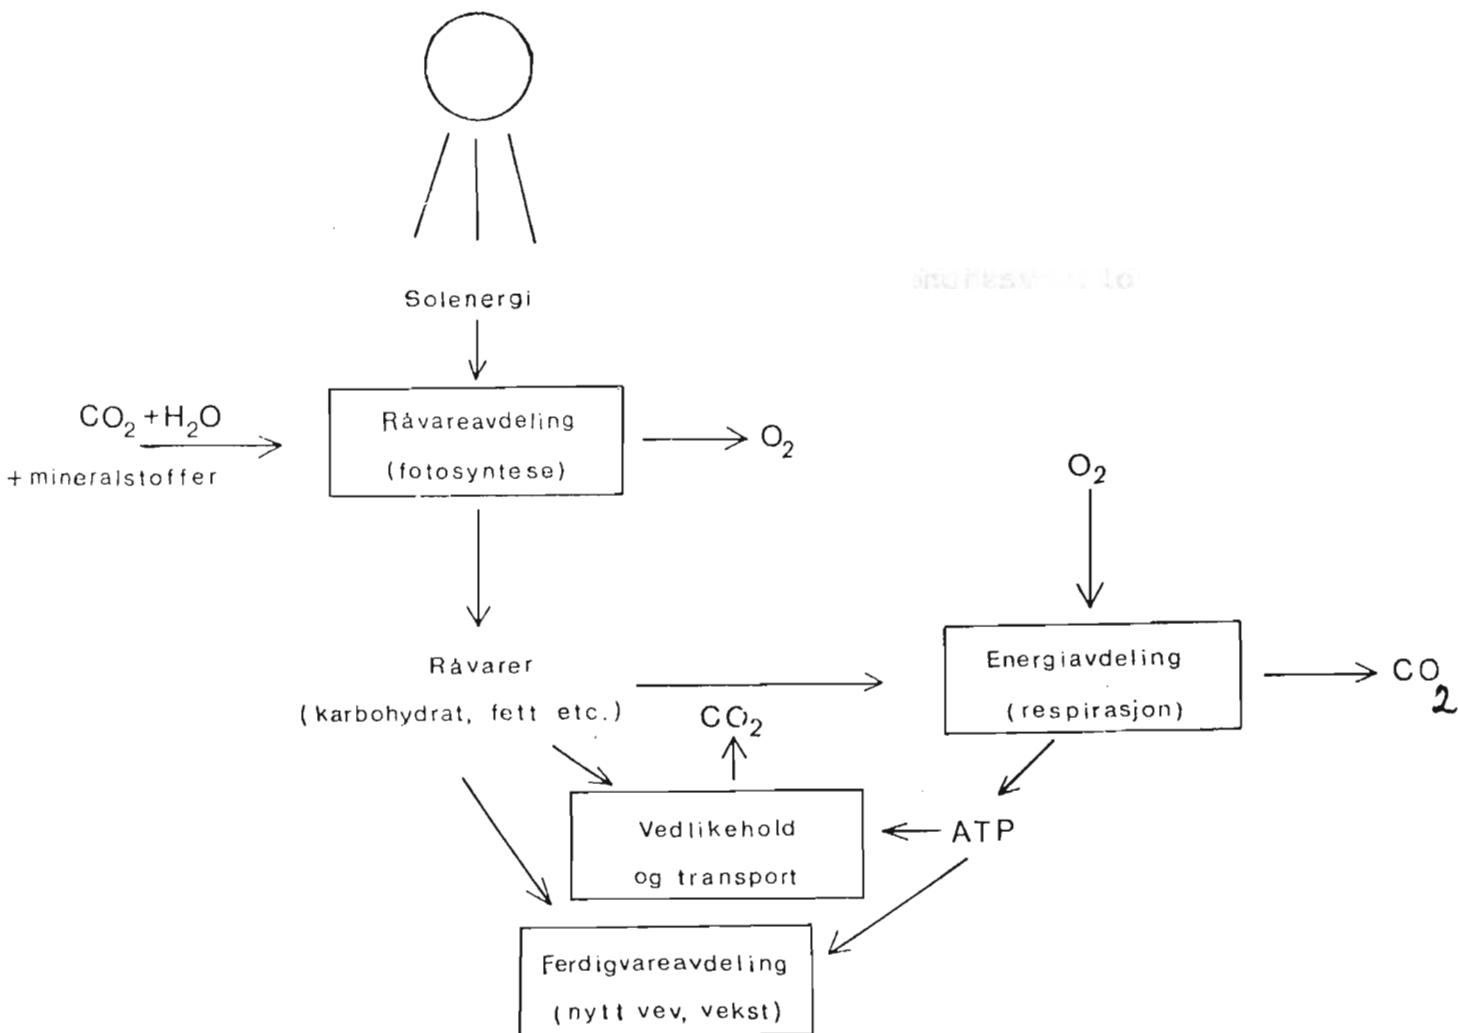 Solenergi
CO₂ + H₂O
+ mineralstoffer
Råvareavdeling
(fotosyntese)
O₂
O₂
Råvarer
(karbohydrat, fett etc.)
Energiavdeling
(respirasjon)
CO₂
CO₂
Vedlikehold
og transport
ATP
Ferdigvareavdeling
(nytt vev, vekst)